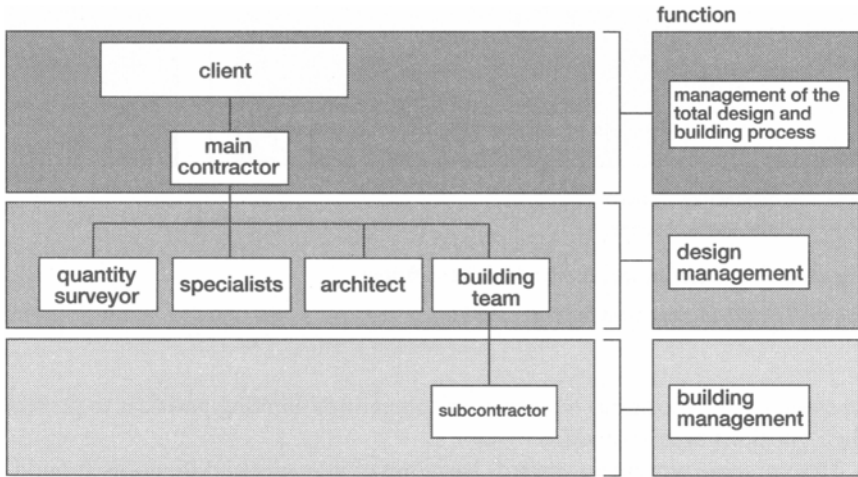 function
client
management of the
total design and
building process
main
contractor
quantity
surveyor
specialists
architect
building
team
design
management
subcontractor
building
management